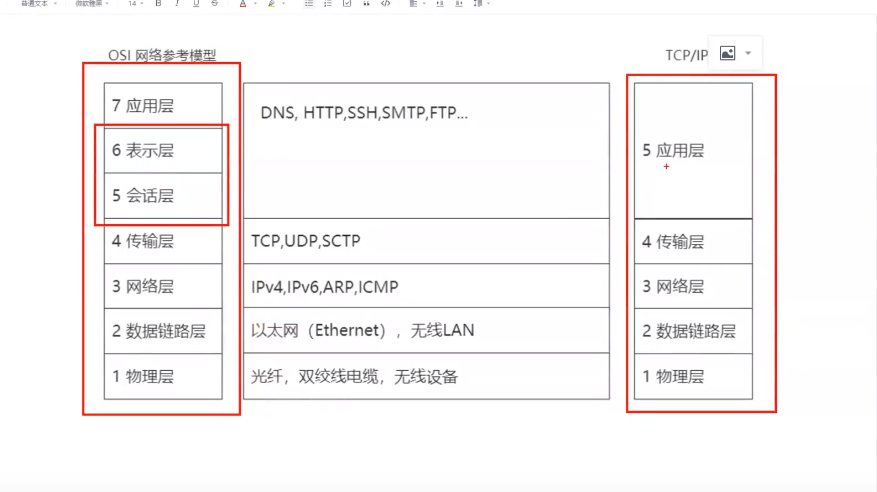 普通文本 微软雅黑 14 B I U S A
OSI 网络参考模型
TCP/IP
7 应用层
DNS, HTTP,SSH,SMTP,FTP...
6 表示层
5 应用层
5 会话层
4 传输层
TCP,UDP,SCTP
4 传输层
3 网络层
IPv4,IPv6,ARP,ICMP
3 网络层
2 数据链路层
以太网（Ethernet），无线LAN
2 数据链路层
1 物理层
光纤，双绞线电缆，无线设备
1 物理层